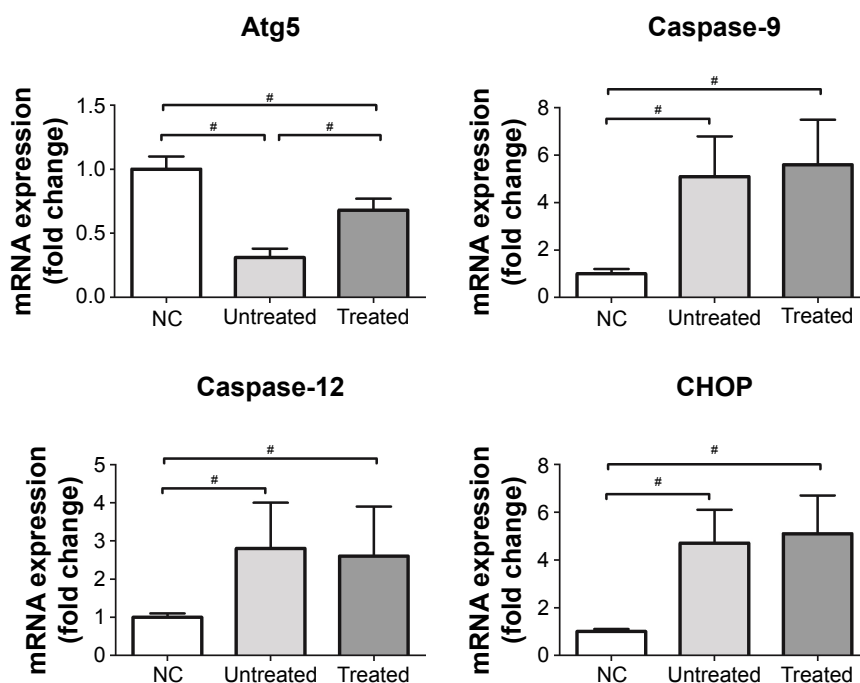 Atg5
mRNA expression
(fold change)
1.5
1.0
0.5
0.0
#
#
#
NC
Untreated
Treated
Caspase-9
mRNA expression
(fold change)
8
6
4
2
0
#
#
NC
Untreated
Treated
Caspase-12
mRNA expression
(fold change)
5
4
3
2
1
0
#
#
NC
Untreated
Treated
CHOP
mRNA expression
(fold change)
8
6
4
2
0
#
#
NC
Untreated
Treated